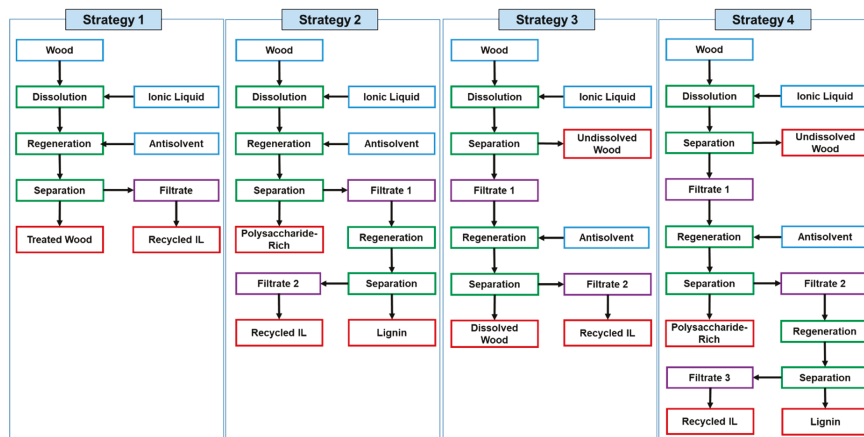 Strategy 1
Wood
Dissolution
Ionic Liquid
Regeneration
Antisolvent
Separation
Filtrate
Treated Wood
Recycled IL
Strategy 2
Wood
Dissolution
Ionic Liquid
Regeneration
Antisolvent
Separation
Filtrate 1
Polysaccharide-
Rich
Regeneration
Filtrate 2
Separation
Recycled IL
Lignin
Strategy 3
Wood
Dissolution
Ionic Liquid
Separation
Undissolved
Wood
Filtrate 1
Regeneration
Antisolvent
Separation
Filtrate 2
Dissolved
Wood
Recycled IL
Strategy 4
Wood
Dissolution
Ionic Liquid
Separation
Undissolved
Wood
Filtrate 1
Regeneration
Antisolvent
Separation
Filtrate 2
Polysaccharide-
Rich
Regeneration
Filtrate 3
Separation
Recycled IL
Lignin